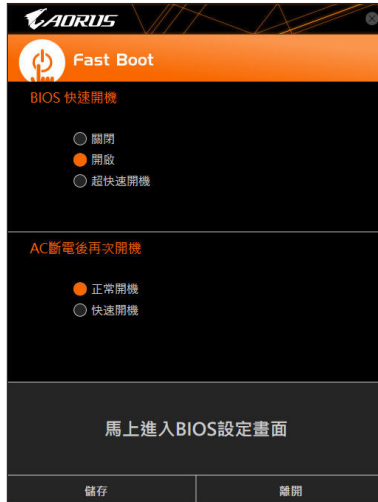 AORUS
Fast Boot
BIOS 快速開機
關閉
開啟
超快速開機
AC斷電後再次開機
正常開機
快速開機
馬上進入BIOS設定畫面
儲存
離開